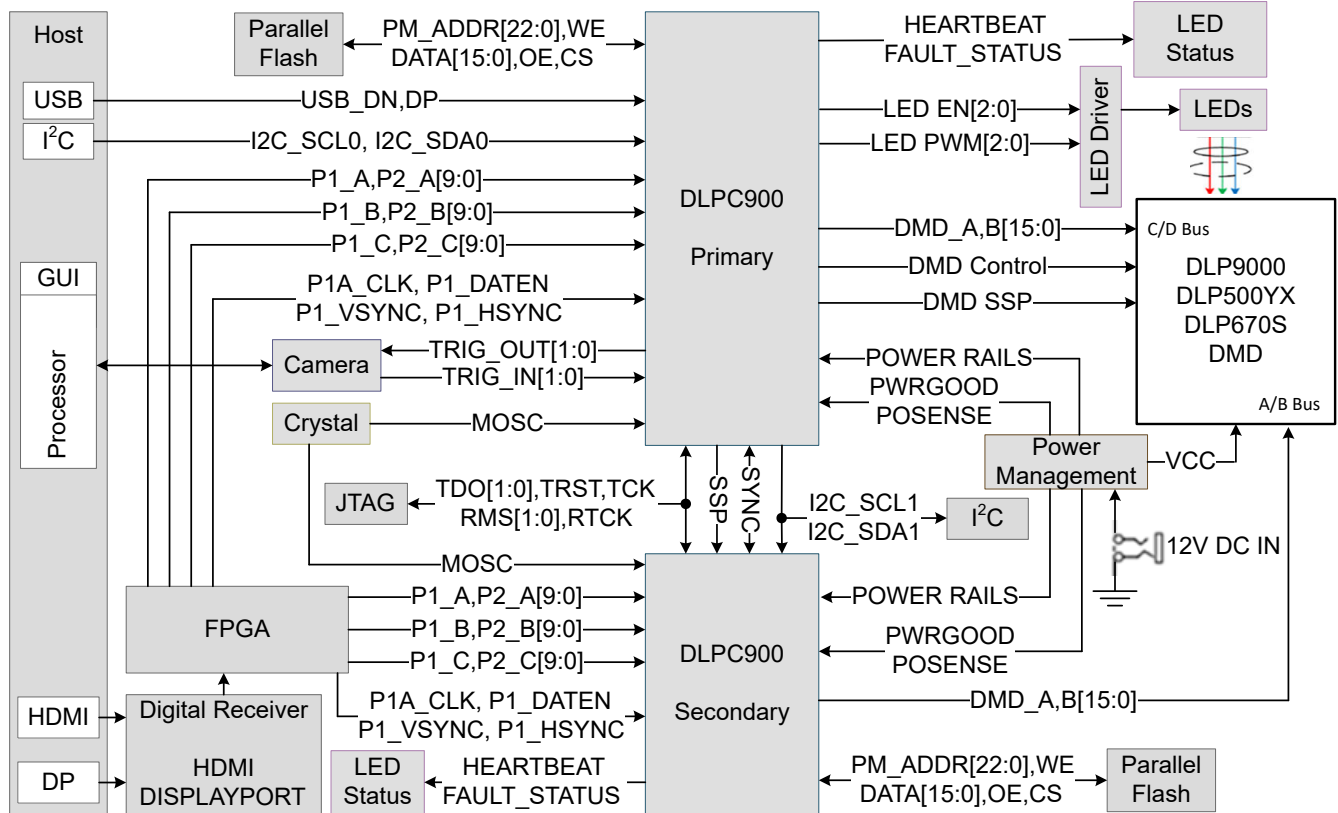 Host
Parallel
Flash
PM_ADDR[22:0],WE
DATA[15:0],OE,CS
HEARTBEAT
FAULT_STATUS
LED
Status
USB
USB_DN,DP
LED EN[2:0]
LED Driver
LEDs
I²C
I2C_SCL0, I2C_SDA0
LED PWM[2:0]
P1_A,P2_A[9:0]
DLPC900
Primary
P1_B,P2_B[9:0]
P1_C,P2_C[9:0]
DMD_A,B[15:0]
C/D Bus
DMD Control
DLP9000
DLP500YX
DLP670S
DMD
A/B Bus
GUI
Processor
P1A_CLK, P1_DATEN
P1_VSYNC, P1_HSYNC
DMD SSP
Camera
TRIG_OUT[1:0]
TRIG_IN[1:0]
POWER RAILS
PWRGOOD
POSENSE
Crystal
MOSC
Power
Management
VCC
JTAG
TDO[1:0],TRST,TCK
RMS[1:0],RTCK
SSP
SYNC
I2C_SCL1
I2C_SDA1
I²C
12V DC IN
MOSC
FPGA
P1_A,P2_A[9:0]
P1_B,P2_B[9:0]
P1_C,P2_C[9:0]
DLPC900
Secondary
POWER RAILS
PWRGOOD
POSENSE
HDMI
Digital Receiver
HDMI
DISPLAYPORT
P1A_CLK, P1_DATEN
P1_VSYNC, P1_HSYNC
DMD_A,B[15:0]
DP
LED
Status
HEARTBEAT
FAULT_STATUS
PM_ADDR[22:0],WE
DATA[15:0],OE,CS
Parallel
Flash